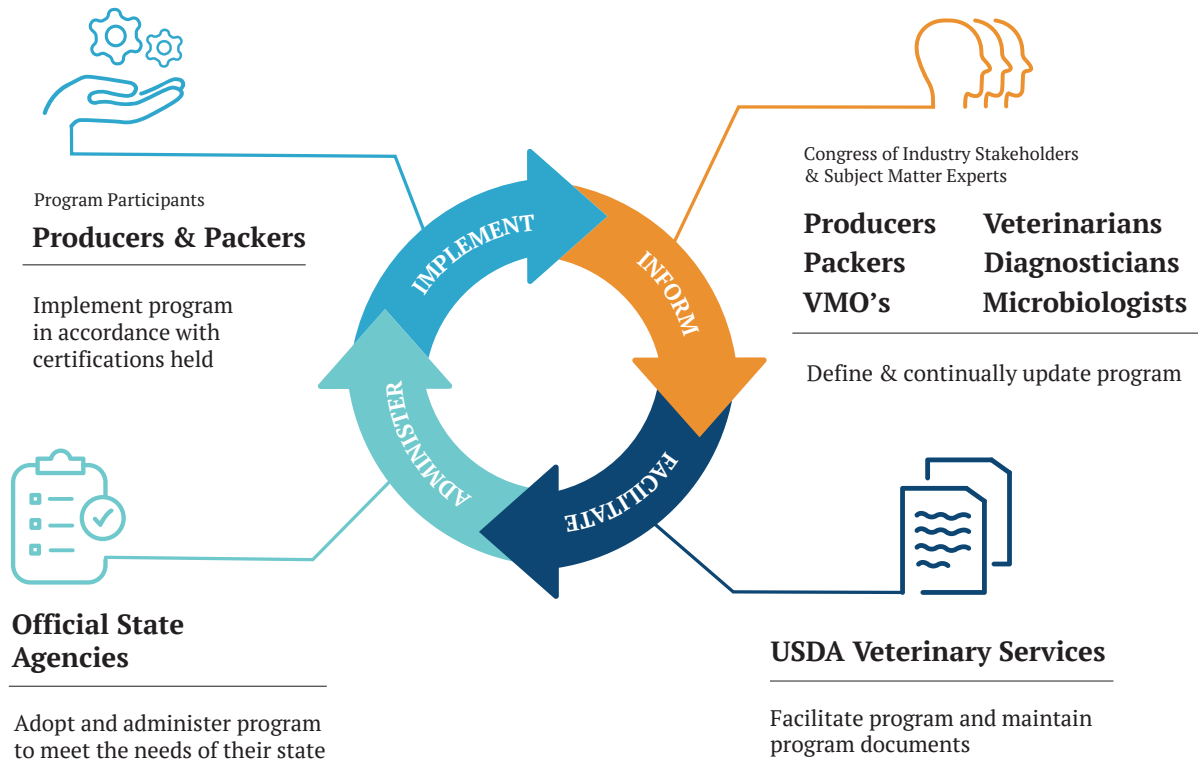 Program Participants
Producers & Packers
Implement program
in accordance with
certifications held
IMPLEMENT
INFORM
FACILITATE
ADMINISTER
Congress of Industry Stakeholders
& Subject Matter Experts
Producers Veterinarians
Packers Diagnosticians
VMO's Microbiologists
Define & continually update program
Official State
Agencies
Adopt and administer program
to meet the needs of their state
USDA Veterinary Services
Facilitate program and maintain
program documents